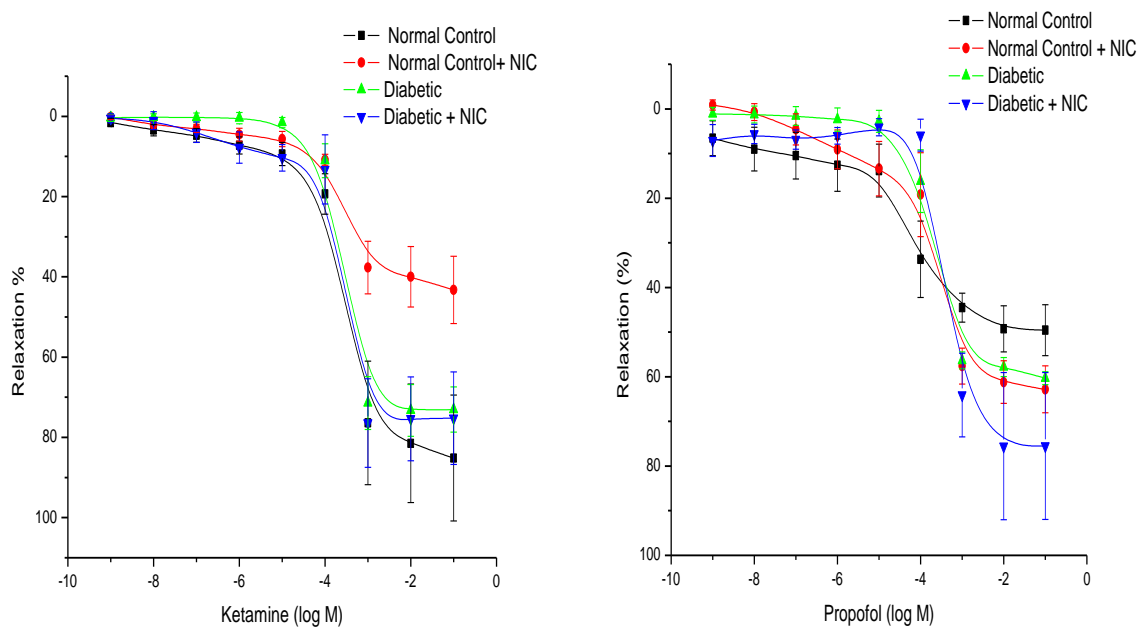 Normal Control
Normal Control+ NIC
Diabetic
Diabetic + NIC
0
20
40
60
80
100
Relaxation %
-10
-8
-6
-4
-2
0
Ketamine (log M)
Normal Control
Normal Control + NIC
Diabetic
Diabetic + NIC
0
20
40
60
80
100
Relaxation (%)
-10
-8
-6
-4
-2
0
Propofol (log M)